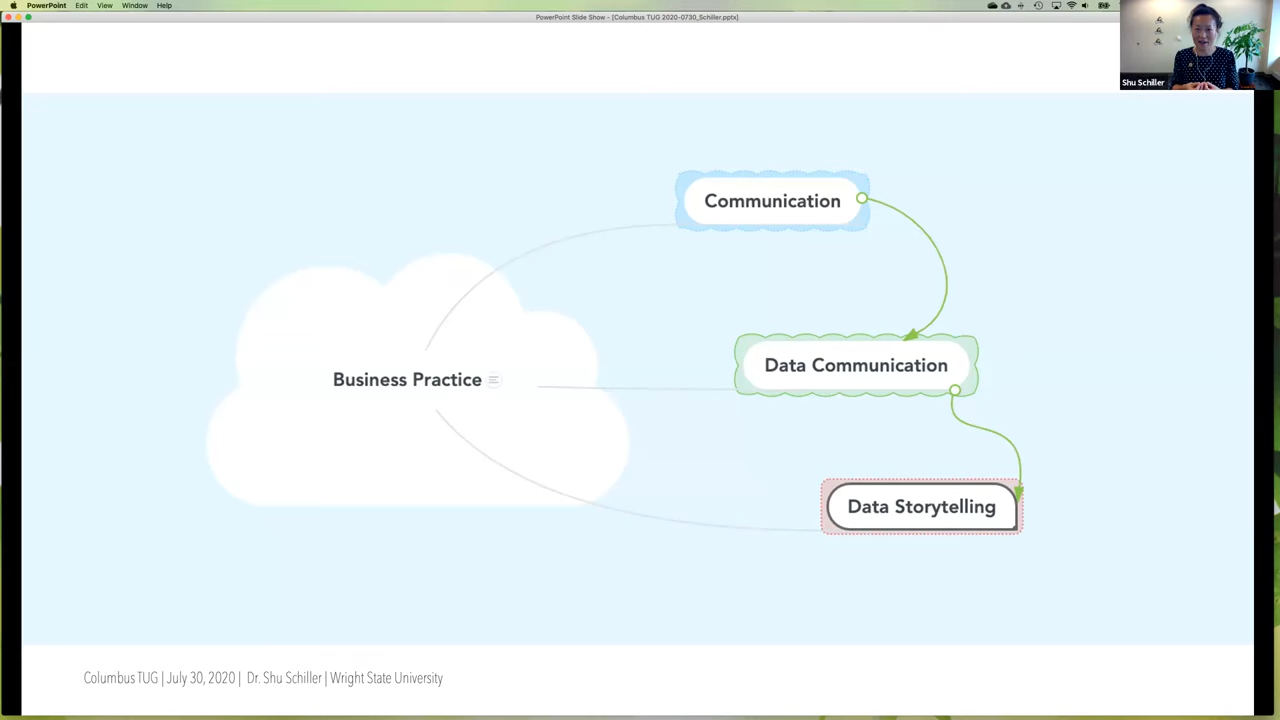 PowerPoint Edit View Window Help
PowerPoint Slide Show - [Columbus TUG 2020-0730_Schiller.pptx]
Shu Schiller
Communication
Data Communication
Business Practice
Data Storytelling
Columbus TUG | July 30, 2020 | Dr. Shu Schiller | Wright State University